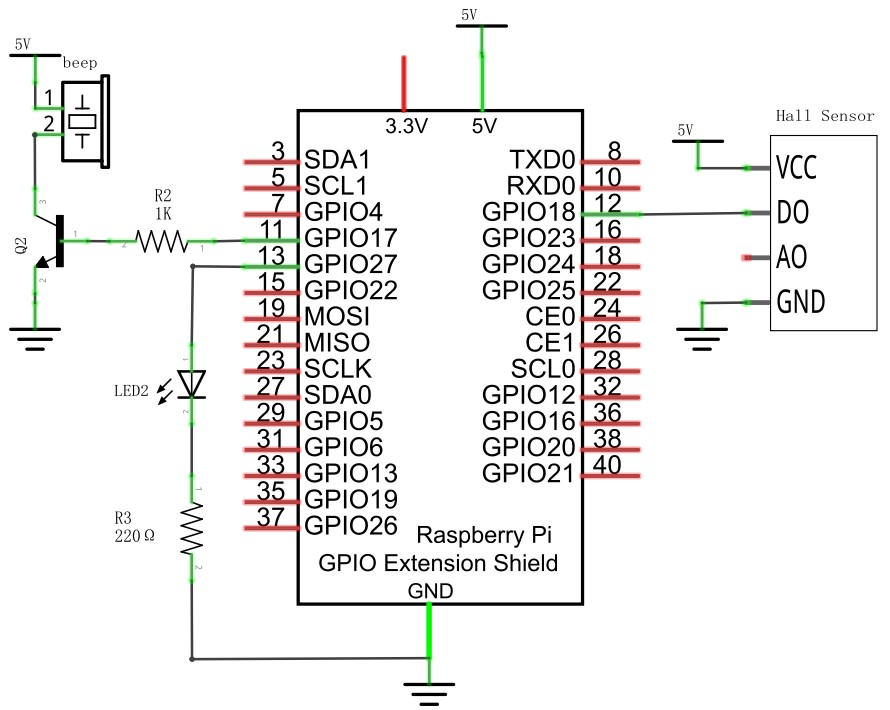 5V
5V
beep
1
2
3.3V
5V
Hall Sensor
5V
3 SDA1
TXD0 8
5 SCL1
RXD0 10
7 GPIO4
GPIO18 12
11 GPIO17
GPIO23 16
13 GPIO27
GPIO24 18
15 GPIO22
GPIO25 22
19 MOSI
CE0 24
21 MISO
CE1 26
23 SCLK
SCL0 28
27 SDA0
GPIO12 32
29 GPIO5
GPIO16 36
31 GPIO6
GPIO20 38
33 GPIO13
GPIO21 40
35 GPIO19
37 GPIO26
VCC
DO
AO
GND
R2
1K
3
Q2
1
2
2
1
LED2
1
2
R3
220Ω
1
2
Raspberry Pi
GPIO Extension Shield
GND